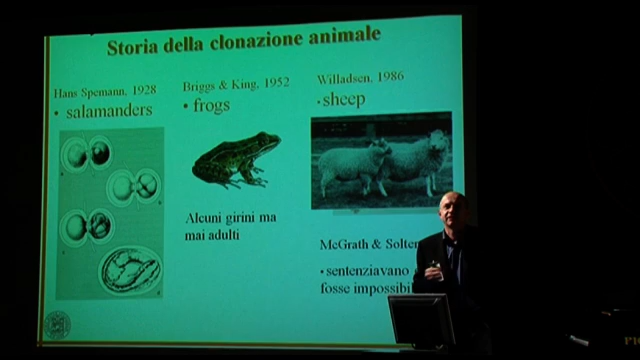 Storia della clonazione animale
Hans Spemann, 1928
• salamanders
Briggs & King, 1952
• frogs
Alcuni girini ma
mai adulti
Willadsen, 1986
•sheep
McGrath & Solter
•sentenziavano
fosse impossibi